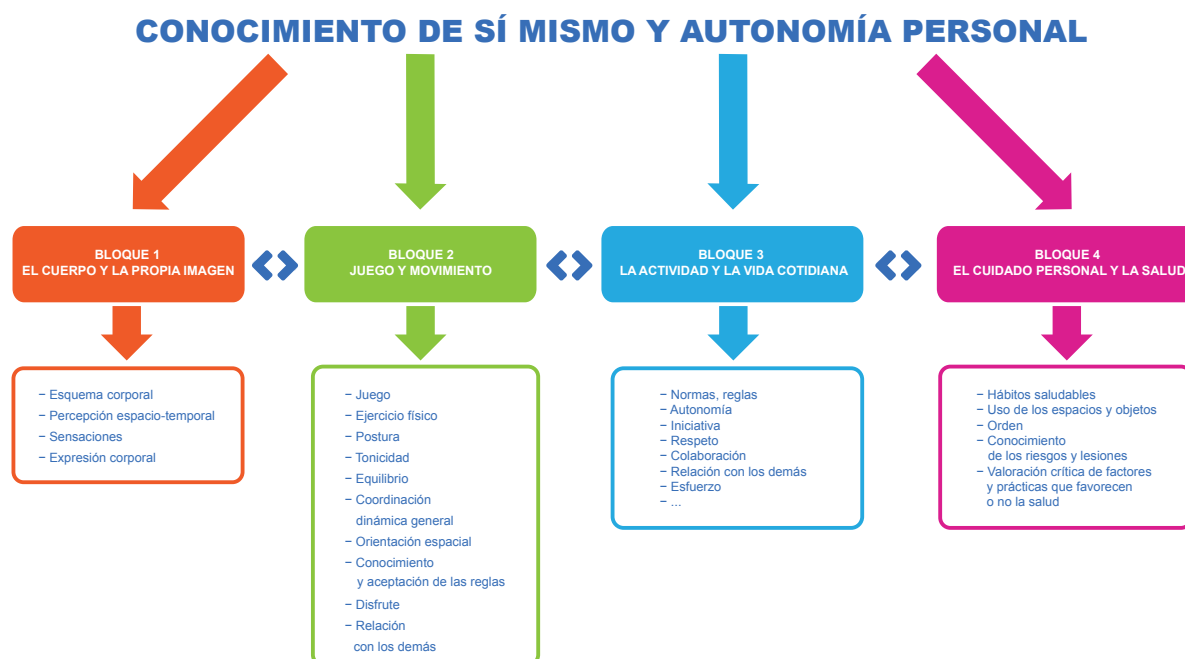 CONOCIMIENTO DE SÍ MISMO Y AUTONOMÍA PERSONAL
BLOQUE 1
EL CUERPO Y LA PROPIA IMAGEN
BLOQUE 2
JUEGO Y MOVIMIENTO
BLOQUE 3
LA ACTIVIDAD Y LA VIDA COTIDIANA
BLOQUE 4
EL CUIDADO PERSONAL Y LA SALUD
− Esquema corporal
− Percepción espacio-temporal
− Sensaciones
− Expresión corporal
− Juego
− Ejercicio físico
− Postura
− Tonicidad
− Equilibrio
− Coordinación
dinámica general
− Orientación espacial
− Conocimiento
y aceptación de las reglas
− Disfrute
− Relación
con los demás
− Normas, reglas
− Autonomía
− Iniciativa
− Respeto
− Colaboración
− Relación con los demás
− Esfuerzo
− ...
− Hábitos saludables
− Uso de los espacios y objetos
− Orden
− Conocimiento
de los riesgos y lesiones
− Valoración crítica de factores
y prácticas que favorecen
o no la salud